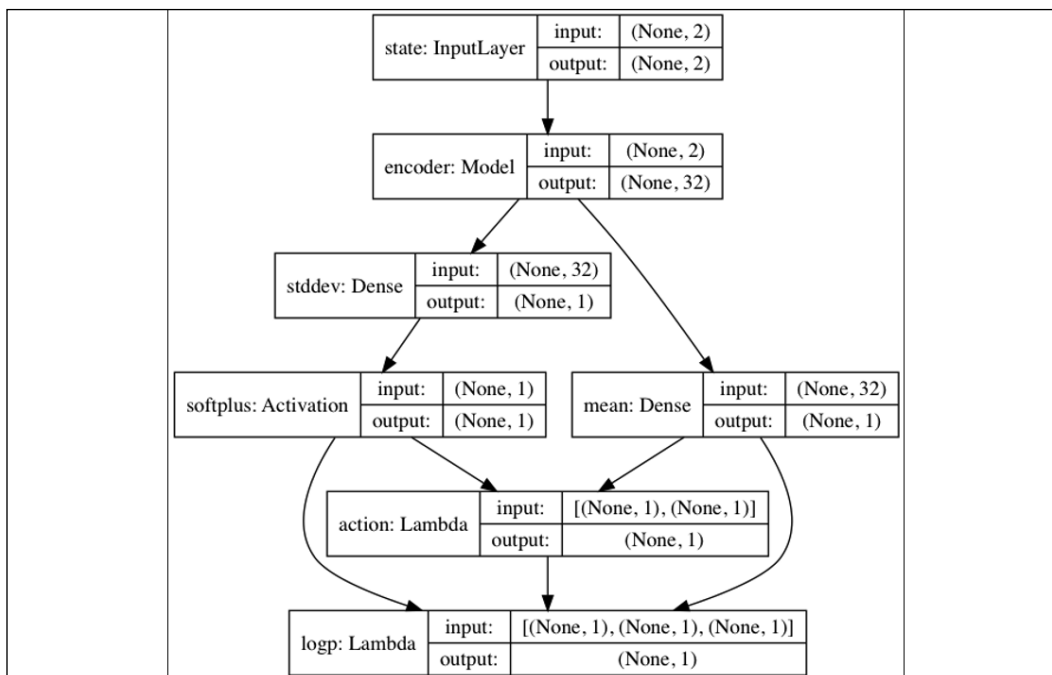 state: InputLayer
input: (None, 2)
output: (None, 2)
encoder: Model
input: (None, 2)
output: (None, 32)
stddev: Dense
input: (None, 32)
output: (None, 1)
softplus: Activation
input: (None, 1)
output: (None, 1)
mean: Dense
input: (None, 32)
output: (None, 1)
action: Lambda
input: [(None, 1), (None, 1)]
output: (None, 1)
logp: Lambda
input: [(None, 1), (None, 1), (None, 1)]
output: (None, 1)